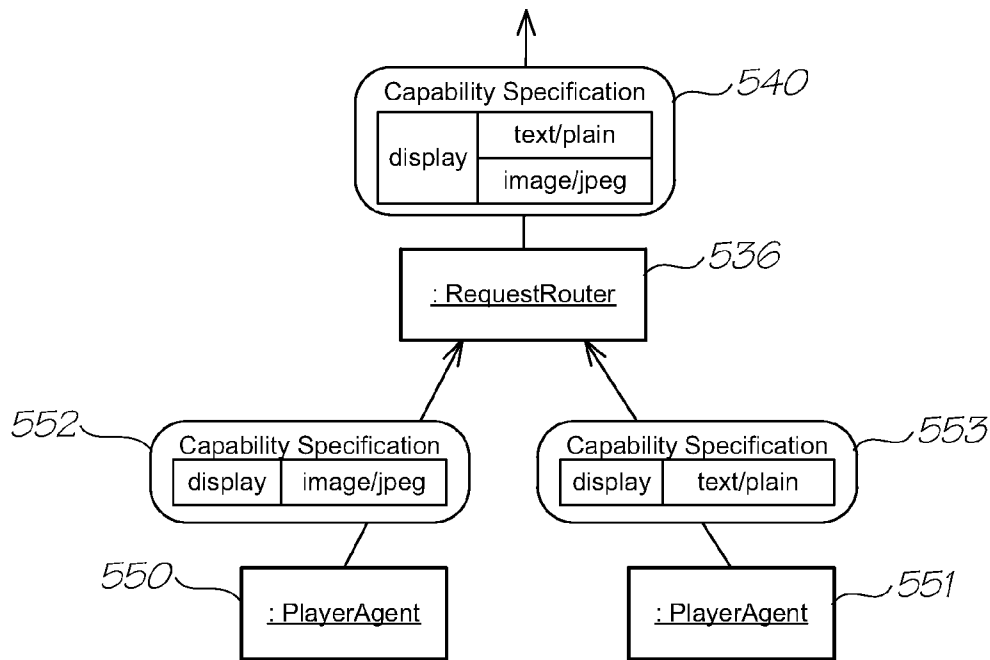 Capability Specification
540
display
text/plain
image/jpeg
536
: RequestRouter
552
Capability Specification
display
image/jpeg
Capability Specification
553
display
text/plain
550
: PlayerAgent
: PlayerAgent
551